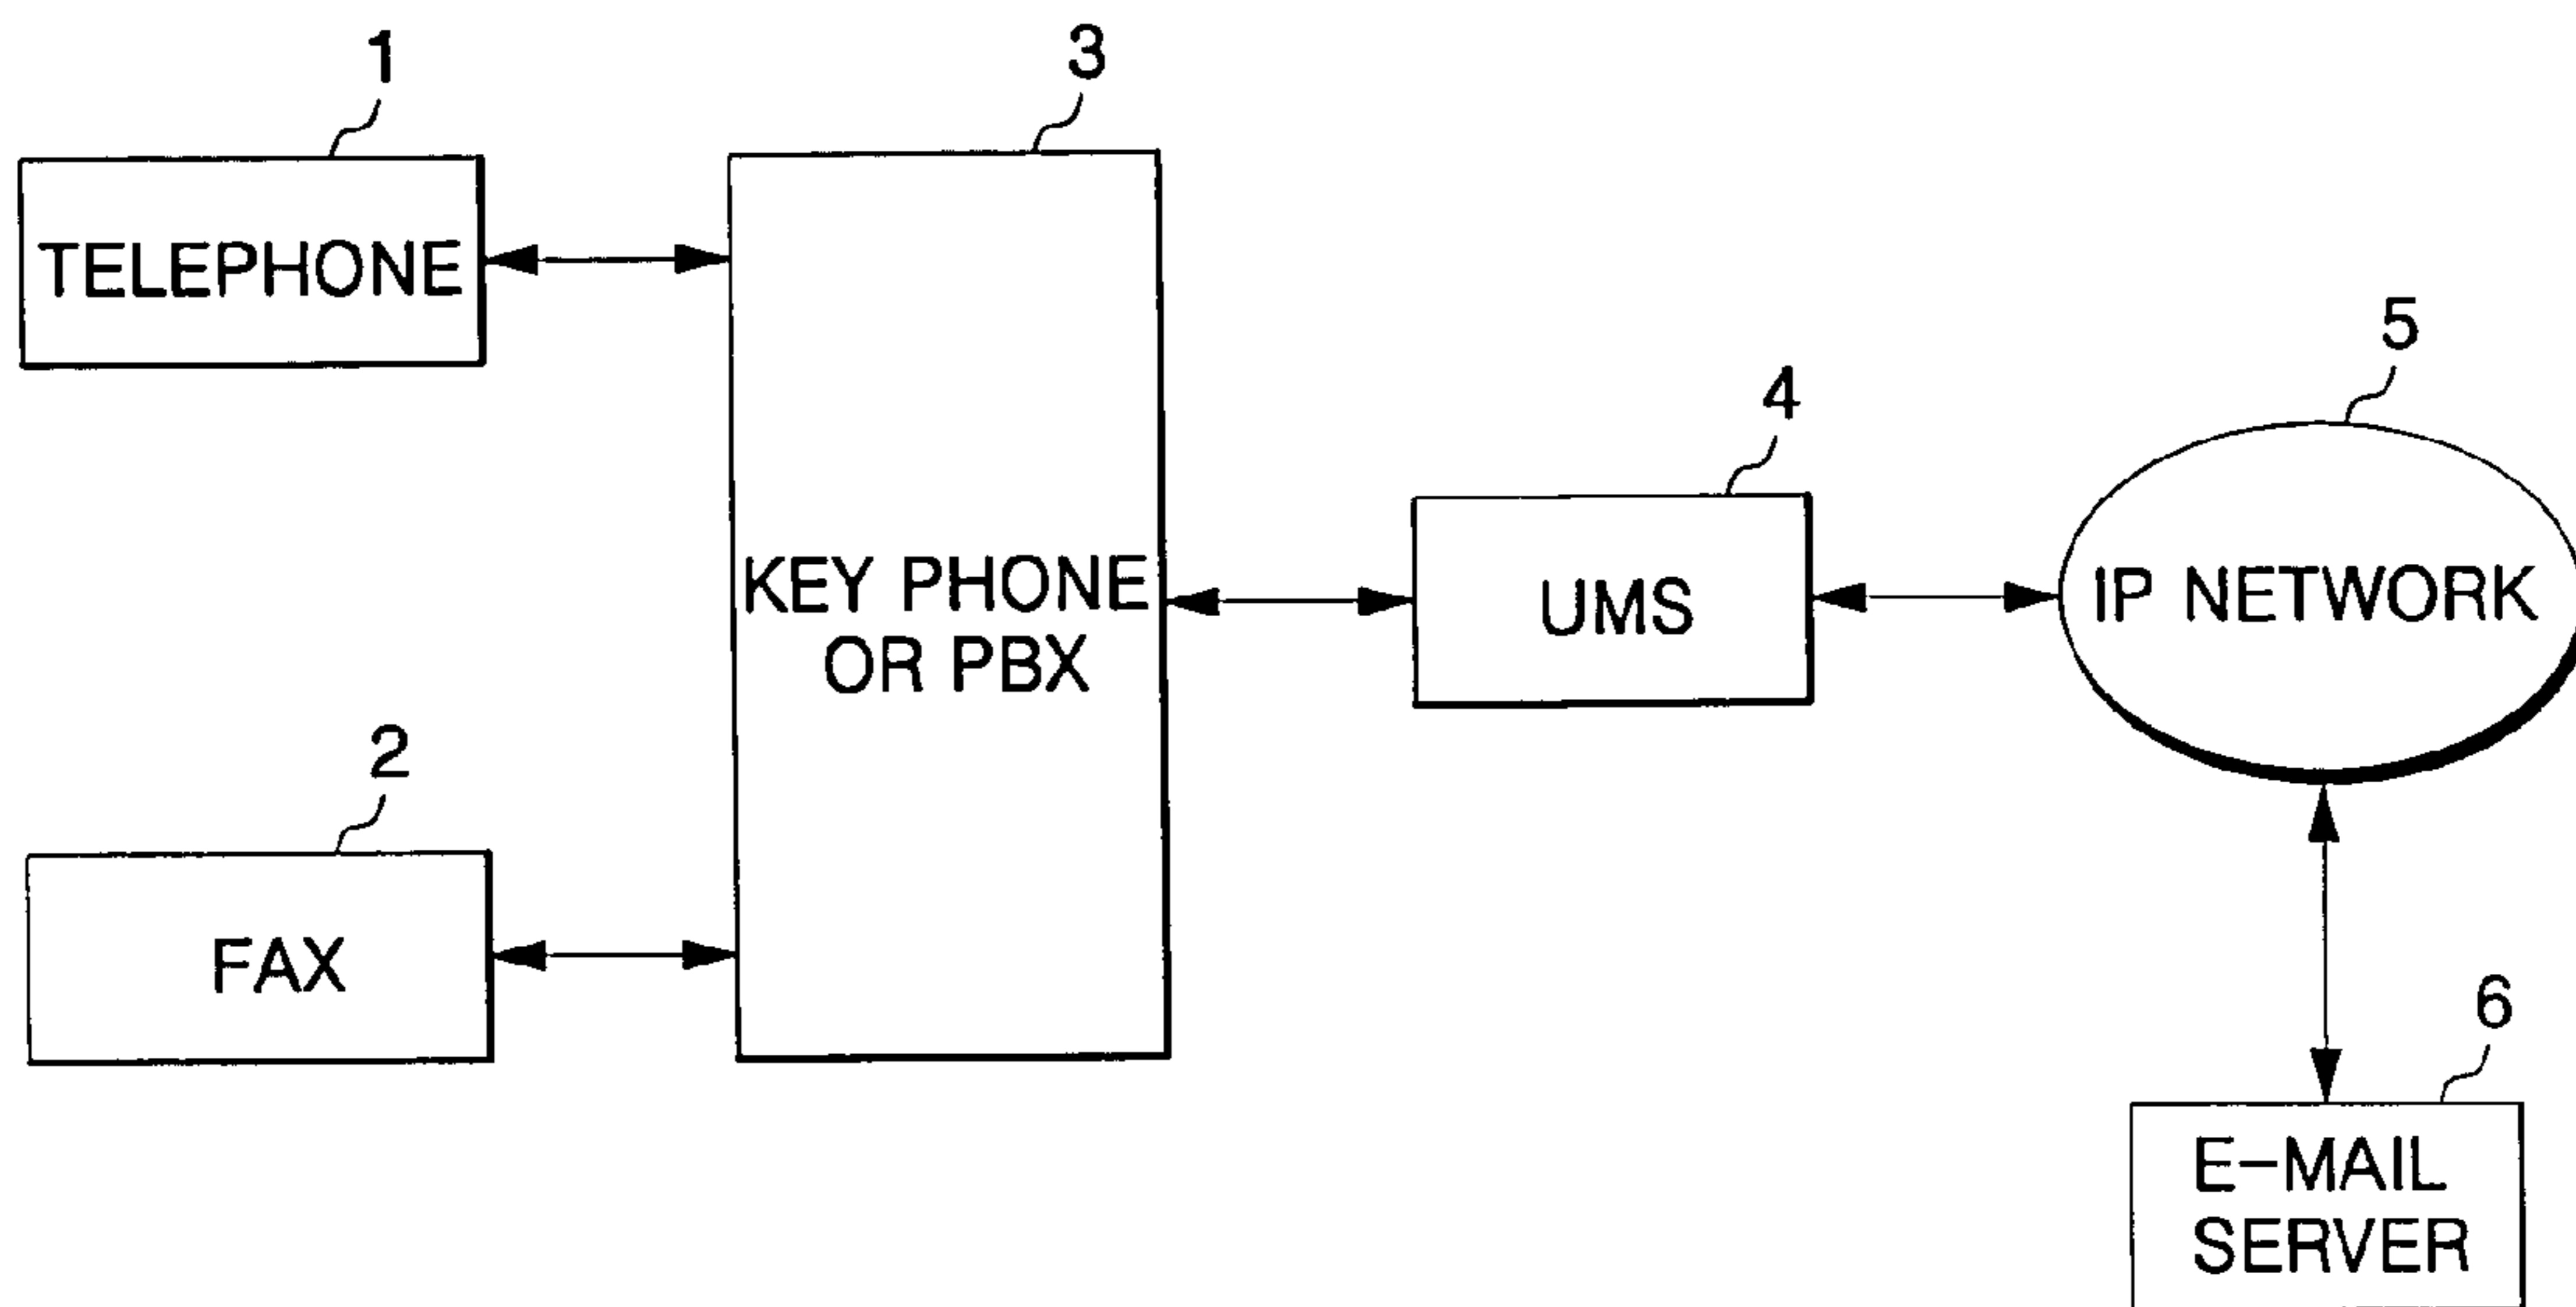 1
3
TELEPHONE
5
4
KEY PHONE
OR PBX
UMS
IP NETWORK
2
FAX
6
E-MAIL
SERVER